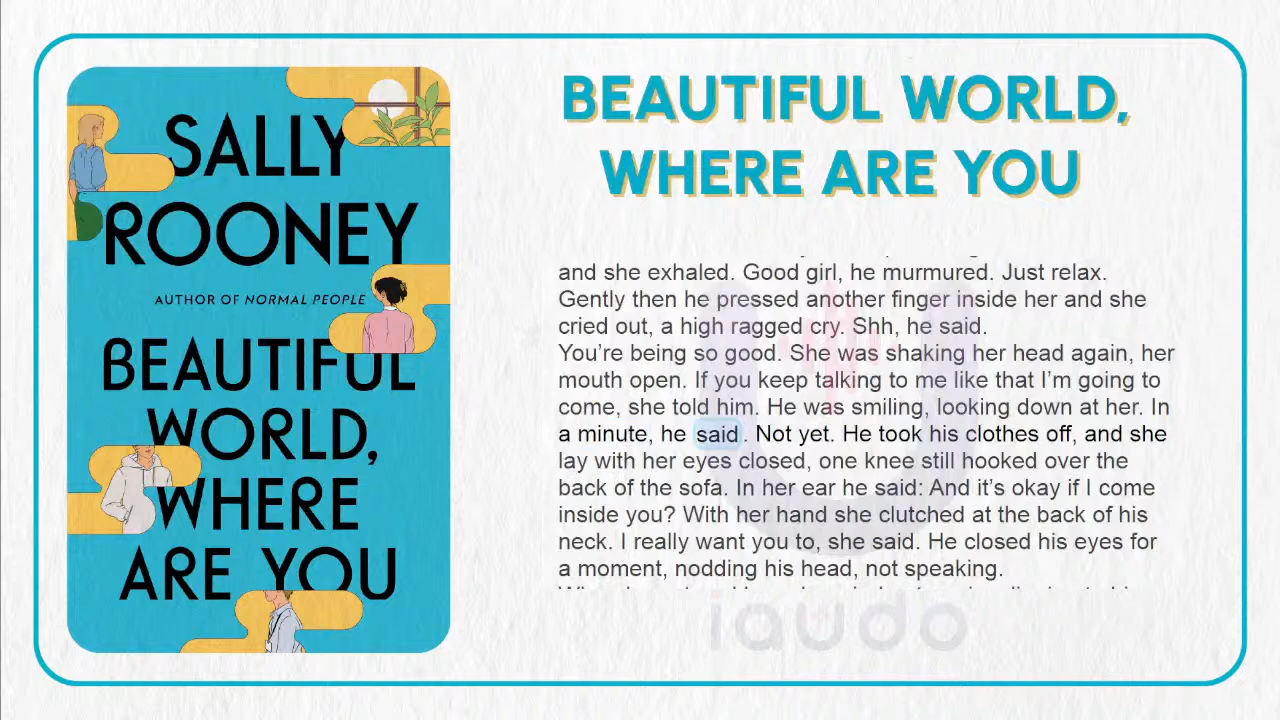 SALLY
ROONEY
AUTHOR OF NORMAL PEOPLE
BEAUTIFUL
WORLD,
WHERE
ARE YOU
BEAUTIFUL WORLD,
WHERE ARE YOU
and she exhaled. Good girl, he murmured. Just relax.
Gently then he pressed another finger inside her and she
cried out, a high ragged cry. Shh, he said.
You’re being so good. She was shaking her head again, her
mouth open. If you keep talking to me like that I’m going to
come, she told him. He was smiling, looking down at her. In
a minute, he said. Not yet. He took his clothes off, and she
lay with her eyes closed, one knee still hooked over the
back of the sofa. In her ear he said: And it’s okay if I come
inside you? With her hand she clutched at the back of his
neck. I really want you to, she said. He closed his eyes for
a moment, nodding his head, not speaking.
iaudo